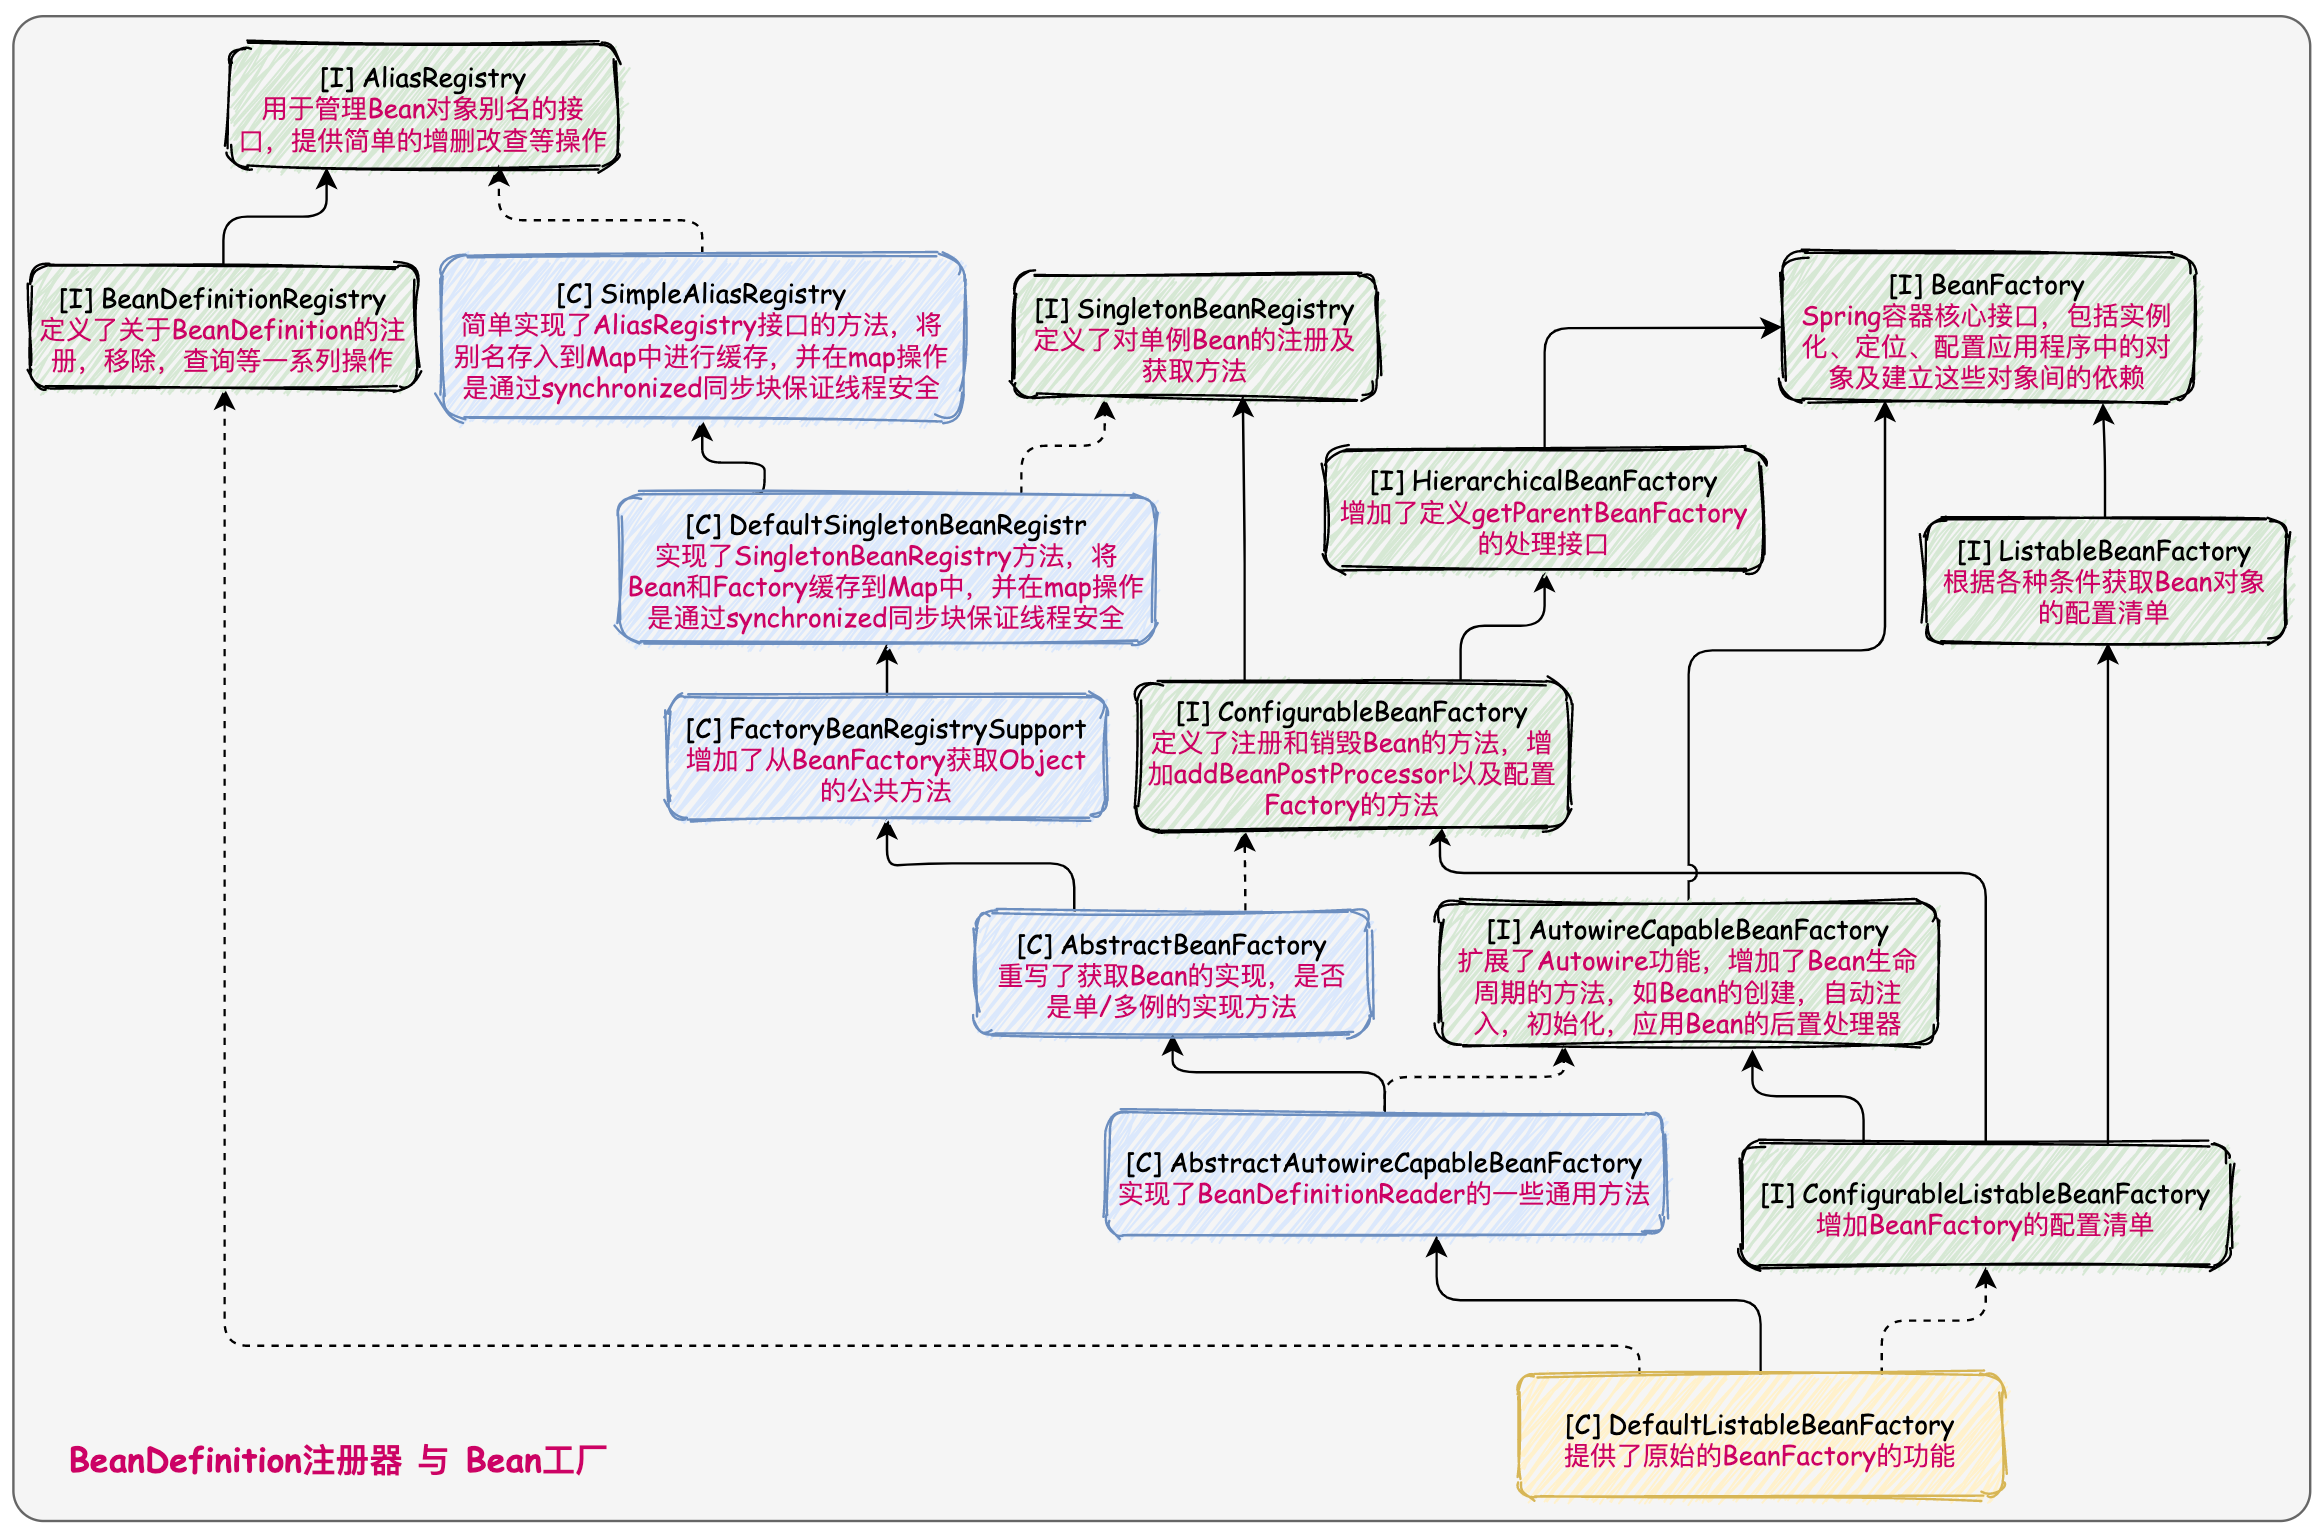 [I] AliasRegistry
用于管理Bean对象别名的接
口，提供简单的增删改查等操作
[I] BeanDefinitionRegistry
定义了关于BeanDefinition的注
册，移除，查询等一系列操作
[C] SimpleAliasRegistry
简单实现了AliasRegistry接口的方法，将
别名存入到Map中进行缓存，并在map操作
是通过synchronized同步块保证线程安全
[I] SingletonBeanRegistry
定义了对单例Bean的注册及
获取方法
[I] BeanFactory
Spring容器核心接口，包括实例
化、定位、配置应用程序中的对
象及建立这些对象间的依赖
[I] HierarchicalBeanFactory
增加了定义getParentBeanFactory
的处理接口
[C] DefaultSingletonBeanRegistr
实现了SingletonBeanRegistry方法，将
Bean和Factory缓存到Map中，并在map操作
是通过synchronized同步块保证线程安全
[I] ListableBeanFactory
根据各种条件获取Bean对象
的配置清单
[C] FactoryBeanRegistrySupport
增加了从BeanFactory获取Object
的公共方法
[I] ConfigurableBeanFactory
定义了注册和销毁Bean的方法，增
加addBeanPostProcessor以及配置
Factory的方法
[C] AbstractBeanFactory
重写了获取Bean的实现，是否
是单/多例的实现方法
[I] AutowireCapableBeanFactory
扩展了Autowire功能，增加了Bean生命
周期的方法，如Bean的创建，自动注
入，初始化，应用Bean的后置处理器
[C] AbstractAutowireCapableBeanFactory
实现了BeanDefinitionReader的一些通用方法
[I] ConfigurableListableBeanFactory
增加BeanFactory的配置清单
[C] DefaultListableBeanFactory
提供了原始的BeanFactory的功能
BeanDefinition注册器 与 Bean工厂